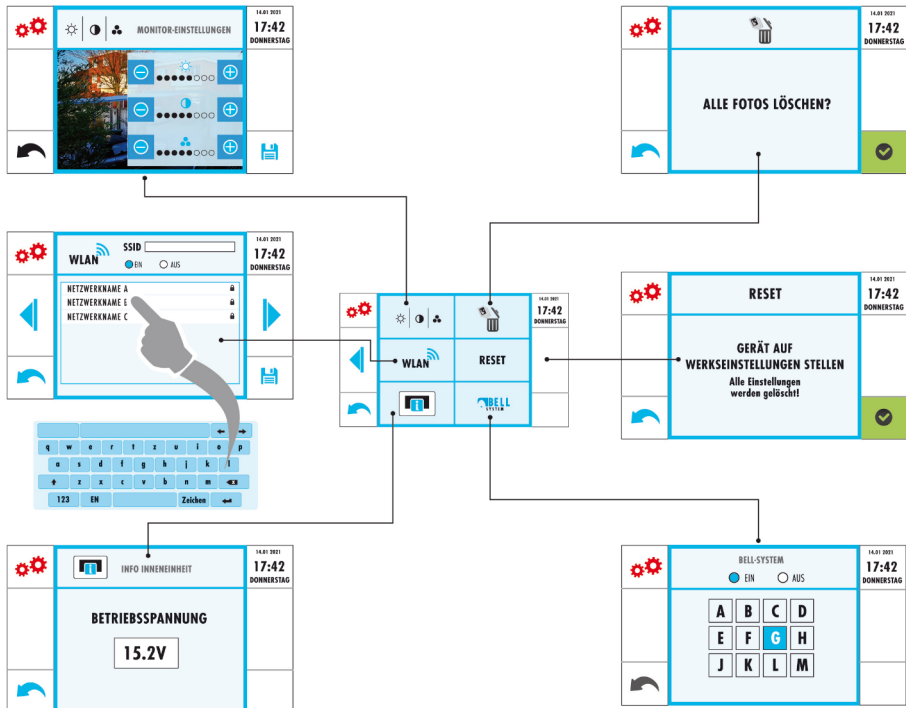 MONITOR-EINSTELLUNGEN
14.01 2021
17:42
DONNERSTAG
14.01 2021
17:42
DONNERSTAG
ALLE FOTOS LÖSCHEN?
WLAN
SSID
EIN
AUS
14.01 2021
17:42
DONNERSTAG
NETZWERKNAME A
NETZWERKNAME B
NETZWERKNAME C
q w e r t z u i o p
a s d f g h j k l
z x c v b n m
123 EN Zeichen
14.01 2021
17:42
DONNERSTAG
WLAN
RESET
BELL
SYSTEM
RESET
14.01 2021
17:42
DONNERSTAG
GERÄT AUF
WERKSEINSTELLUNGEN STELLEN
Alle Einstellungen
werden gelöscht!
INFO INNENEINHEIT
14.01 2021
17:42
DONNERSTAG
BETRIEBSSPANNUNG
15.2V
BELL-SYSTEM
EIN
AUS
14.01 2021
17:42
DONNERSTAG
A B C D
E F G H
J K L M